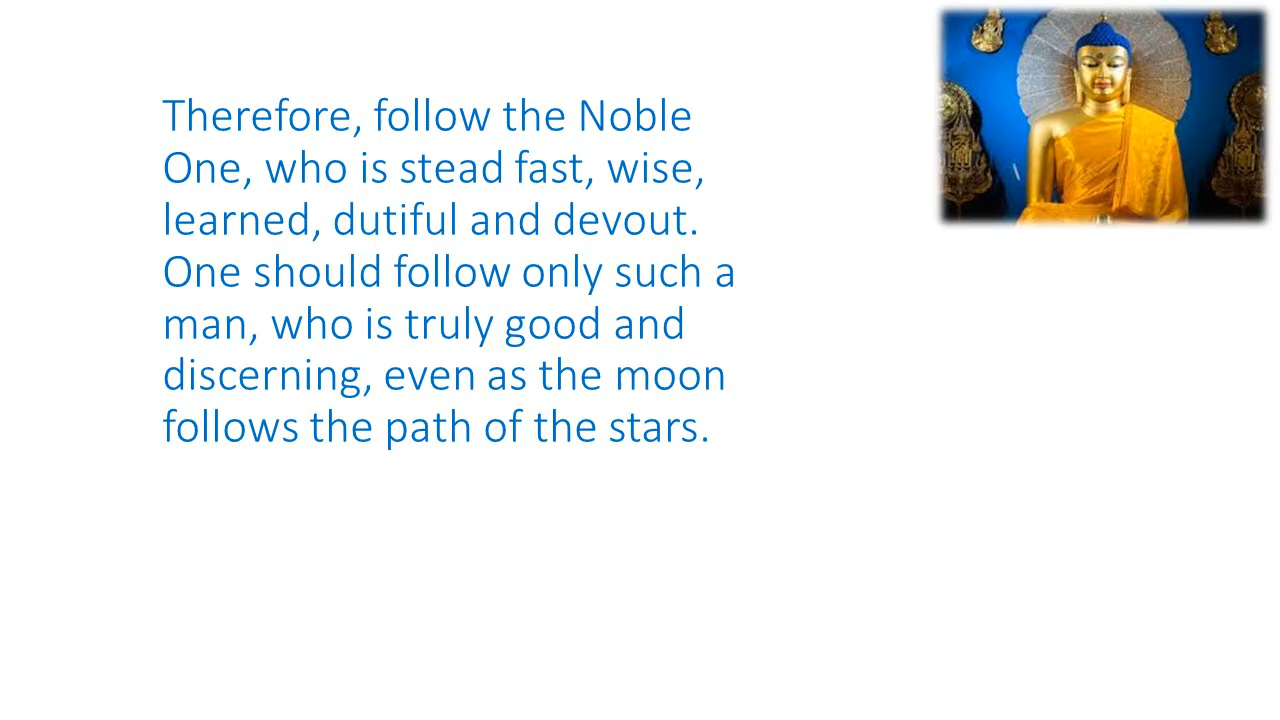 Therefore, follow the Noble
One, who is stead fast, wise,
learned, dutiful and devout.
One should follow only such a
man, who is truly good and
discerning, even as the moon
follows the path of the stars.